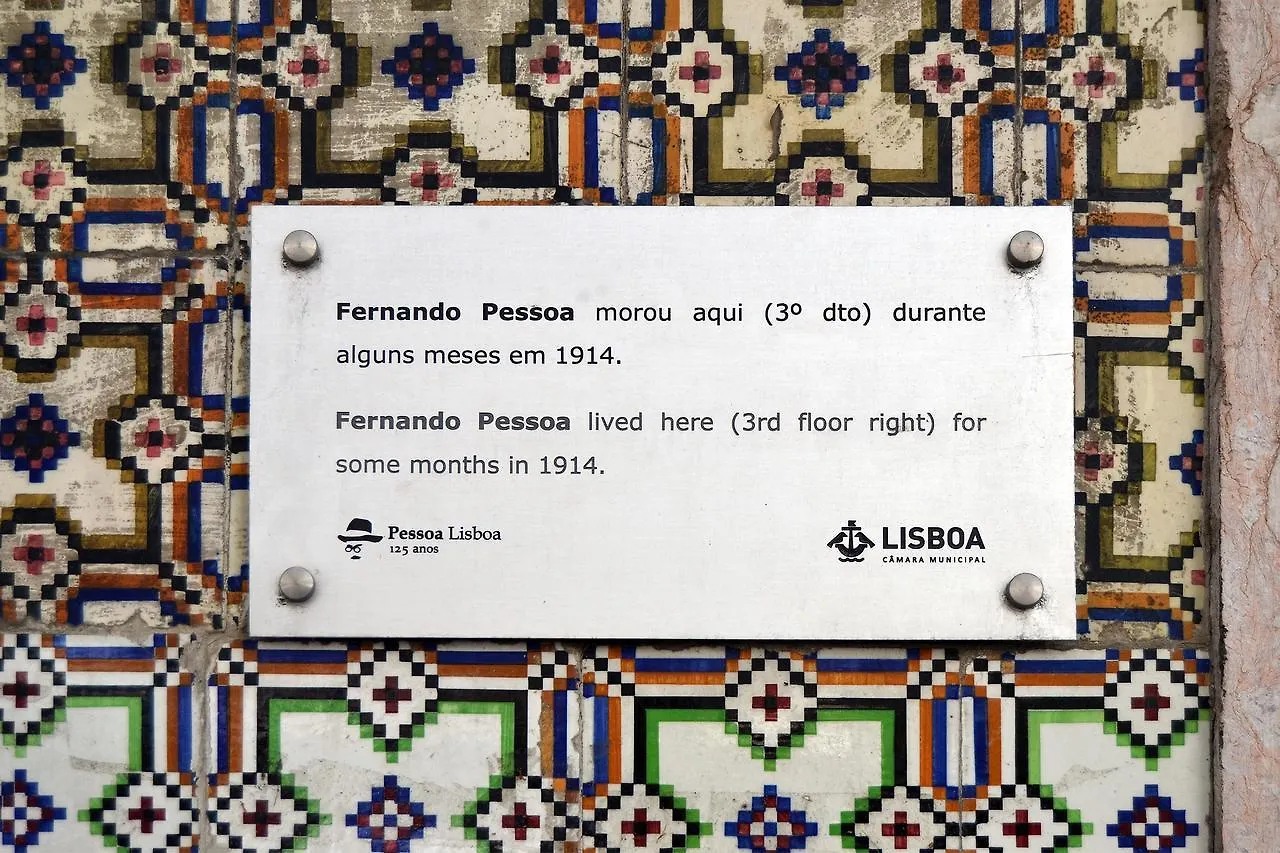 Fernando Pessoa morou aqui (3º dto) durante
alguns meses em 1914.
Fernando Pessoa lived here (3rd floor right) for
some months in 1914.
Pessoa Lisboa
125 anos
LISBOA
CÂMARA MUNICIPAL